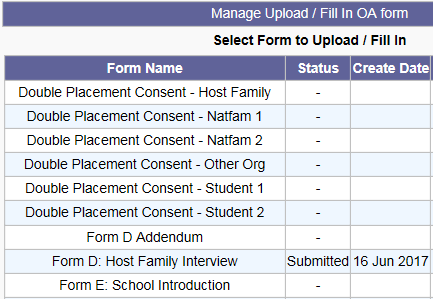 Manage Upload / Fill In OA form
Select Form to Upload / Fill In
Form Name Status Create Date
Double Placement Consent - Host Family -
Double Placement Consent - Natfam 1 -
Double Placement Consent - Natfam 2 -
Double Placement Consent - Other Org -
Double Placement Consent - Student 1 -
Double Placement Consent - Student 2 -
Form D Addendum -
Form D: Host Family Interview Submitted 16 Jun 2017
Form E: School Introduction -